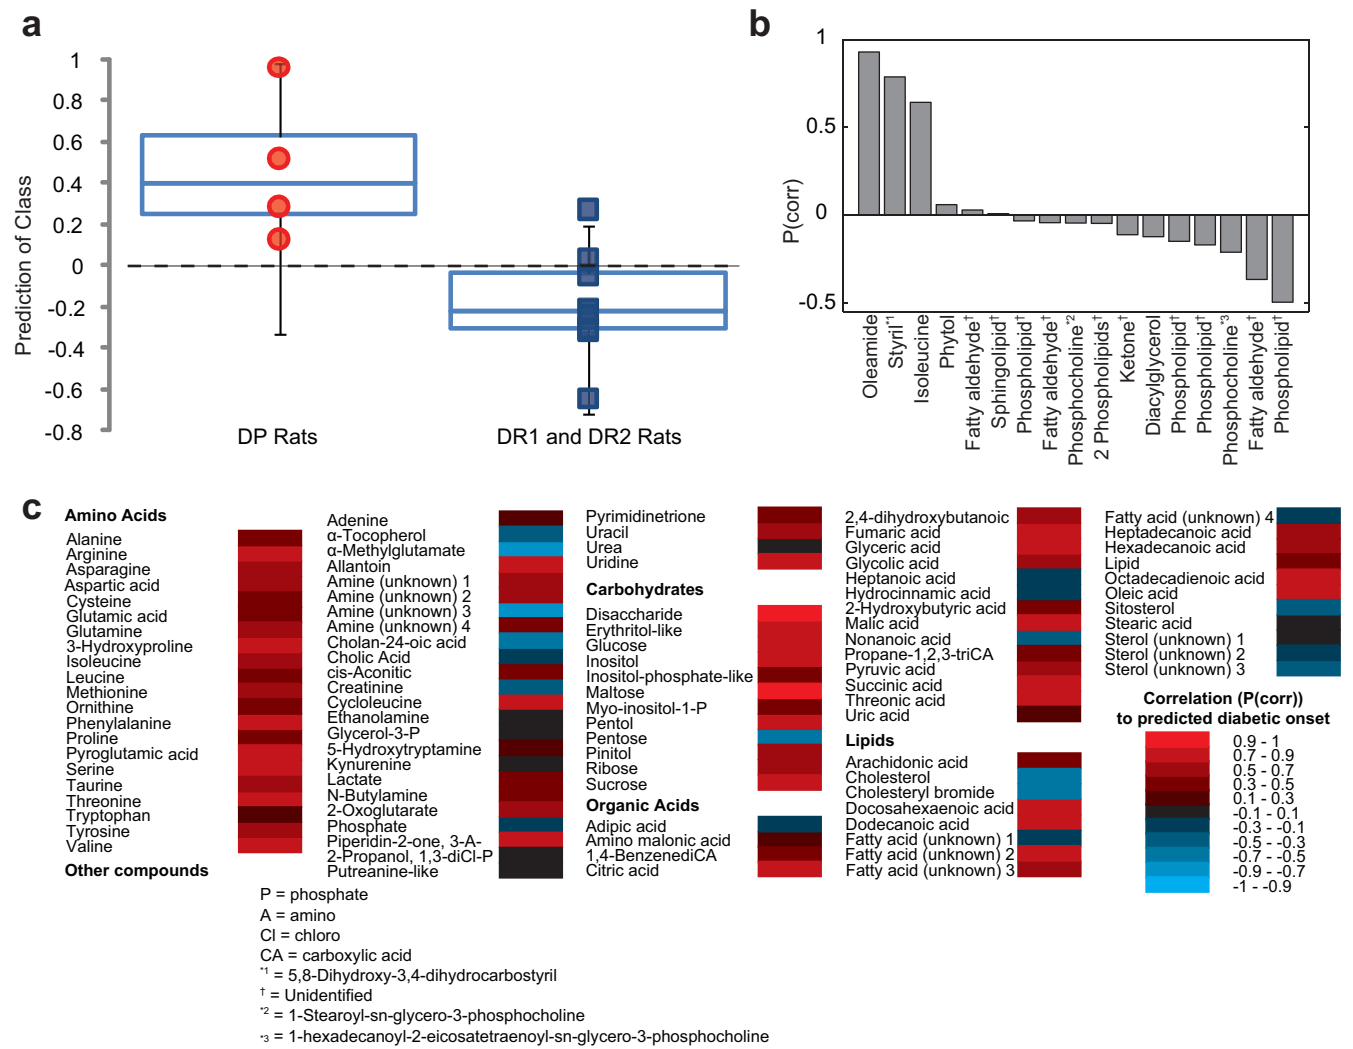 a
Prediction of Class
1
0.8
0.6
0.4
0.2
0
-0.2
-0.4
-0.6
-0.8
DP Rats
DR1 and DR2 Rats
b
P(corr)
1
0.5
0
-0.5
Oleamide
Styril*1
Isoleucine
Phytol
Fatty aldehyde†
Sphingolipid†
Phospholipid†
Fatty aldehyde†
Phosphocholine*2
2 Phospholipids†
Ketone†
Diacylglycerol
Phospholipid†
Phospholipid†
Phosphocholine*3
Fatty aldehyde†
Phospholipid†
c
Amino Acids
Alanine
Arginine
Asparagine
Aspartic acid
Cysteine
Glutamic acid
Glutamine
3-Hydroxyproline
Isoleucine
Leucine
Methionine
Ornithine
Phenylalanine
Proline
Pyroglutamic acid
Serine
Taurine
Threonine
Tryptophan
Tyrosine
Valine
Other compounds
Adenine
α-Tocopherol
α-Methylglutamate
Allantoin
Amine (unknown) 1
Amine (unknown) 2
Amine (unknown) 3
Amine (unknown) 4
Cholan-24-oic acid
Cholic Acid
cis-Aconitic
Creatinine
Cycloleucine
Ethanolamine
Glycerol-3-P
5-Hydroxytryptamine
Kynurenine
Lactate
N-Butylamine
2-Oxoglutarate
Phosphate
Piperidin-2-one, 3-A-
2-Propanol, 1,3-diCl-P
Putreanine-like
Pyrimidinetrione
Uracil
Urea
Uridine
Carbohydrates
Disaccharide
Erythritol-like
Glucose
Inositol
Inositol-phosphate-like
Maltose
Myo-inositol-1-P
Pentol
Pentose
Pinitol
Ribose
Sucrose
Organic Acids
Adipic acid
Amino malonic acid
1,4-BenzenediCA
Citric acid
2,4-dihydroxybutanoic
Fumaric acid
Glyceric acid
Glycolic acid
Heptanoic acid
Hydrocinnamic acid
2-Hydroxybutyric acid
Malic acid
Nonanoic acid
Propane-1,2,3-triCA
Pyruvic acid
Succinic acid
Threonic acid
Uric acid
Lipids
Arachidonic acid
Cholesterol
Cholesteryl bromide
Docosahexaenoic acid
Dodecanoic acid
Fatty acid (unknown) 1
Fatty acid (unknown) 2
Fatty acid (unknown) 3
Fatty acid (unknown) 4
Heptadecanoic acid
Hexadecanoic acid
Lipid
Octadecadienoic acid
Oleic acid
Sitosterol
Stearic acid
Sterol (unknown) 1
Sterol (unknown) 2
Sterol (unknown) 3
Correlation (P(corr))
to predicted diabetic onset
0.9 - 1
0.7 - 0.9
0.5 - 0.7
0.3 - 0.5
0.1 - 0.3
-0.1 - 0.1
-0.3 - -0.1
-0.5 - -0.3
-0.7 - -0.5
-0.9 - -0.7
-1 - -0.9
P = phosphate
A = amino
Cl = chloro
CA = carboxylic acid
*1 = 5,8-Dihydroxy-3,4-dihydrocarbostyril
† = Unidentified
*2 = 1-Stearoyl-sn-glycero-3-phosphocholine
*3 = 1-hexadecanoyl-2-eicosatetraenoyl-sn-glycero-3-phosphocholine